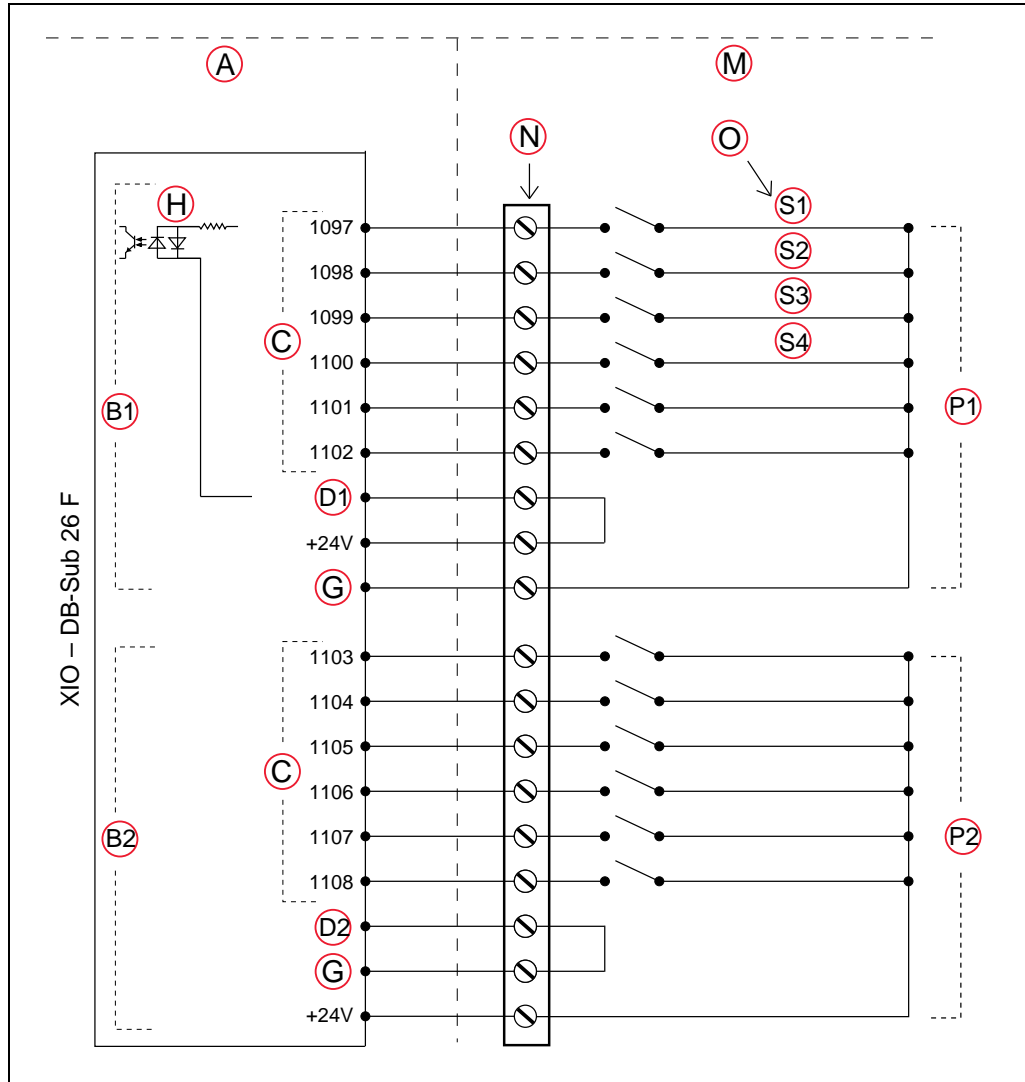 A
M
N
O
H
S1
1097
S2
1098
S3
1099
C
S4
1100
B1
1101
P1
1102
D1
+24V
G
XIO – DB-Sub 26 F
1103
1104
1105
C
1106
B2
1107
P2
1108
D2
G
+24V